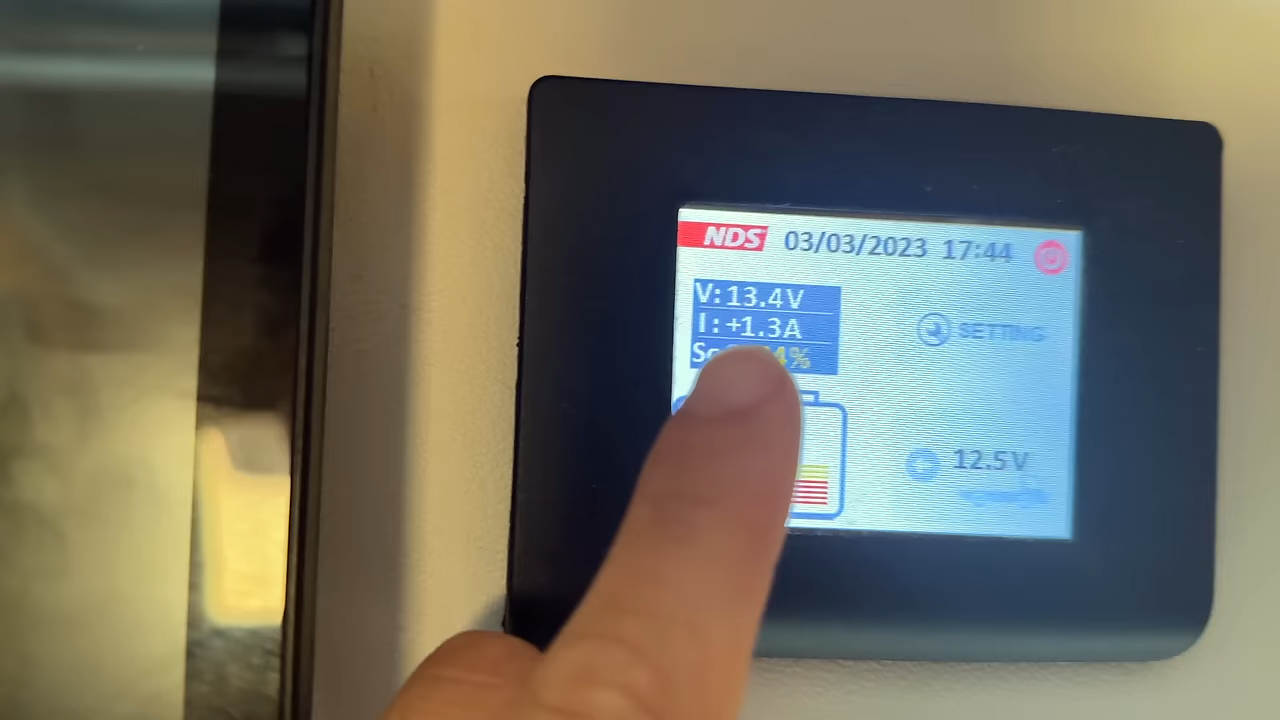 NDS 03/03/2023 17:44
V: 13.4V
I: +1.3A
SETTING
12.5V